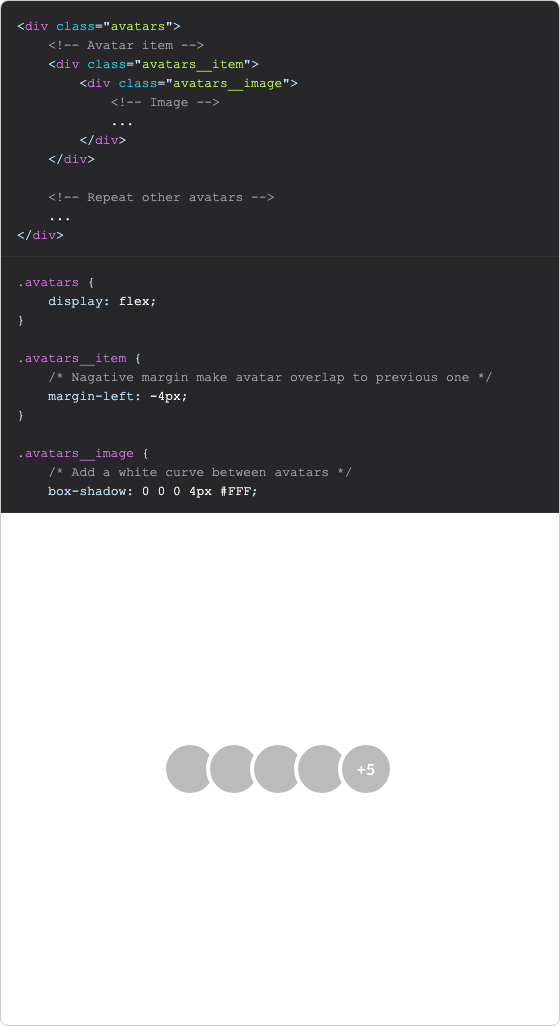 <div class="avatars">
    <!-- Avatar item -->
    <div class="avatars__item">
        <div class="avatars__image">
            <!-- Image -->
            ...
        </div>
    </div>

    <!-- Repeat other avatars -->
    ...
</div>
.avatars {
    display: flex;
}

.avatars__item {
    /* Nagative margin make avatar overlap to previous one */
    margin-left: -4px;
}

.avatars__image {
    /* Add a white curve between avatars */
    box-shadow: 0 0 0 4px #FFF;
+5